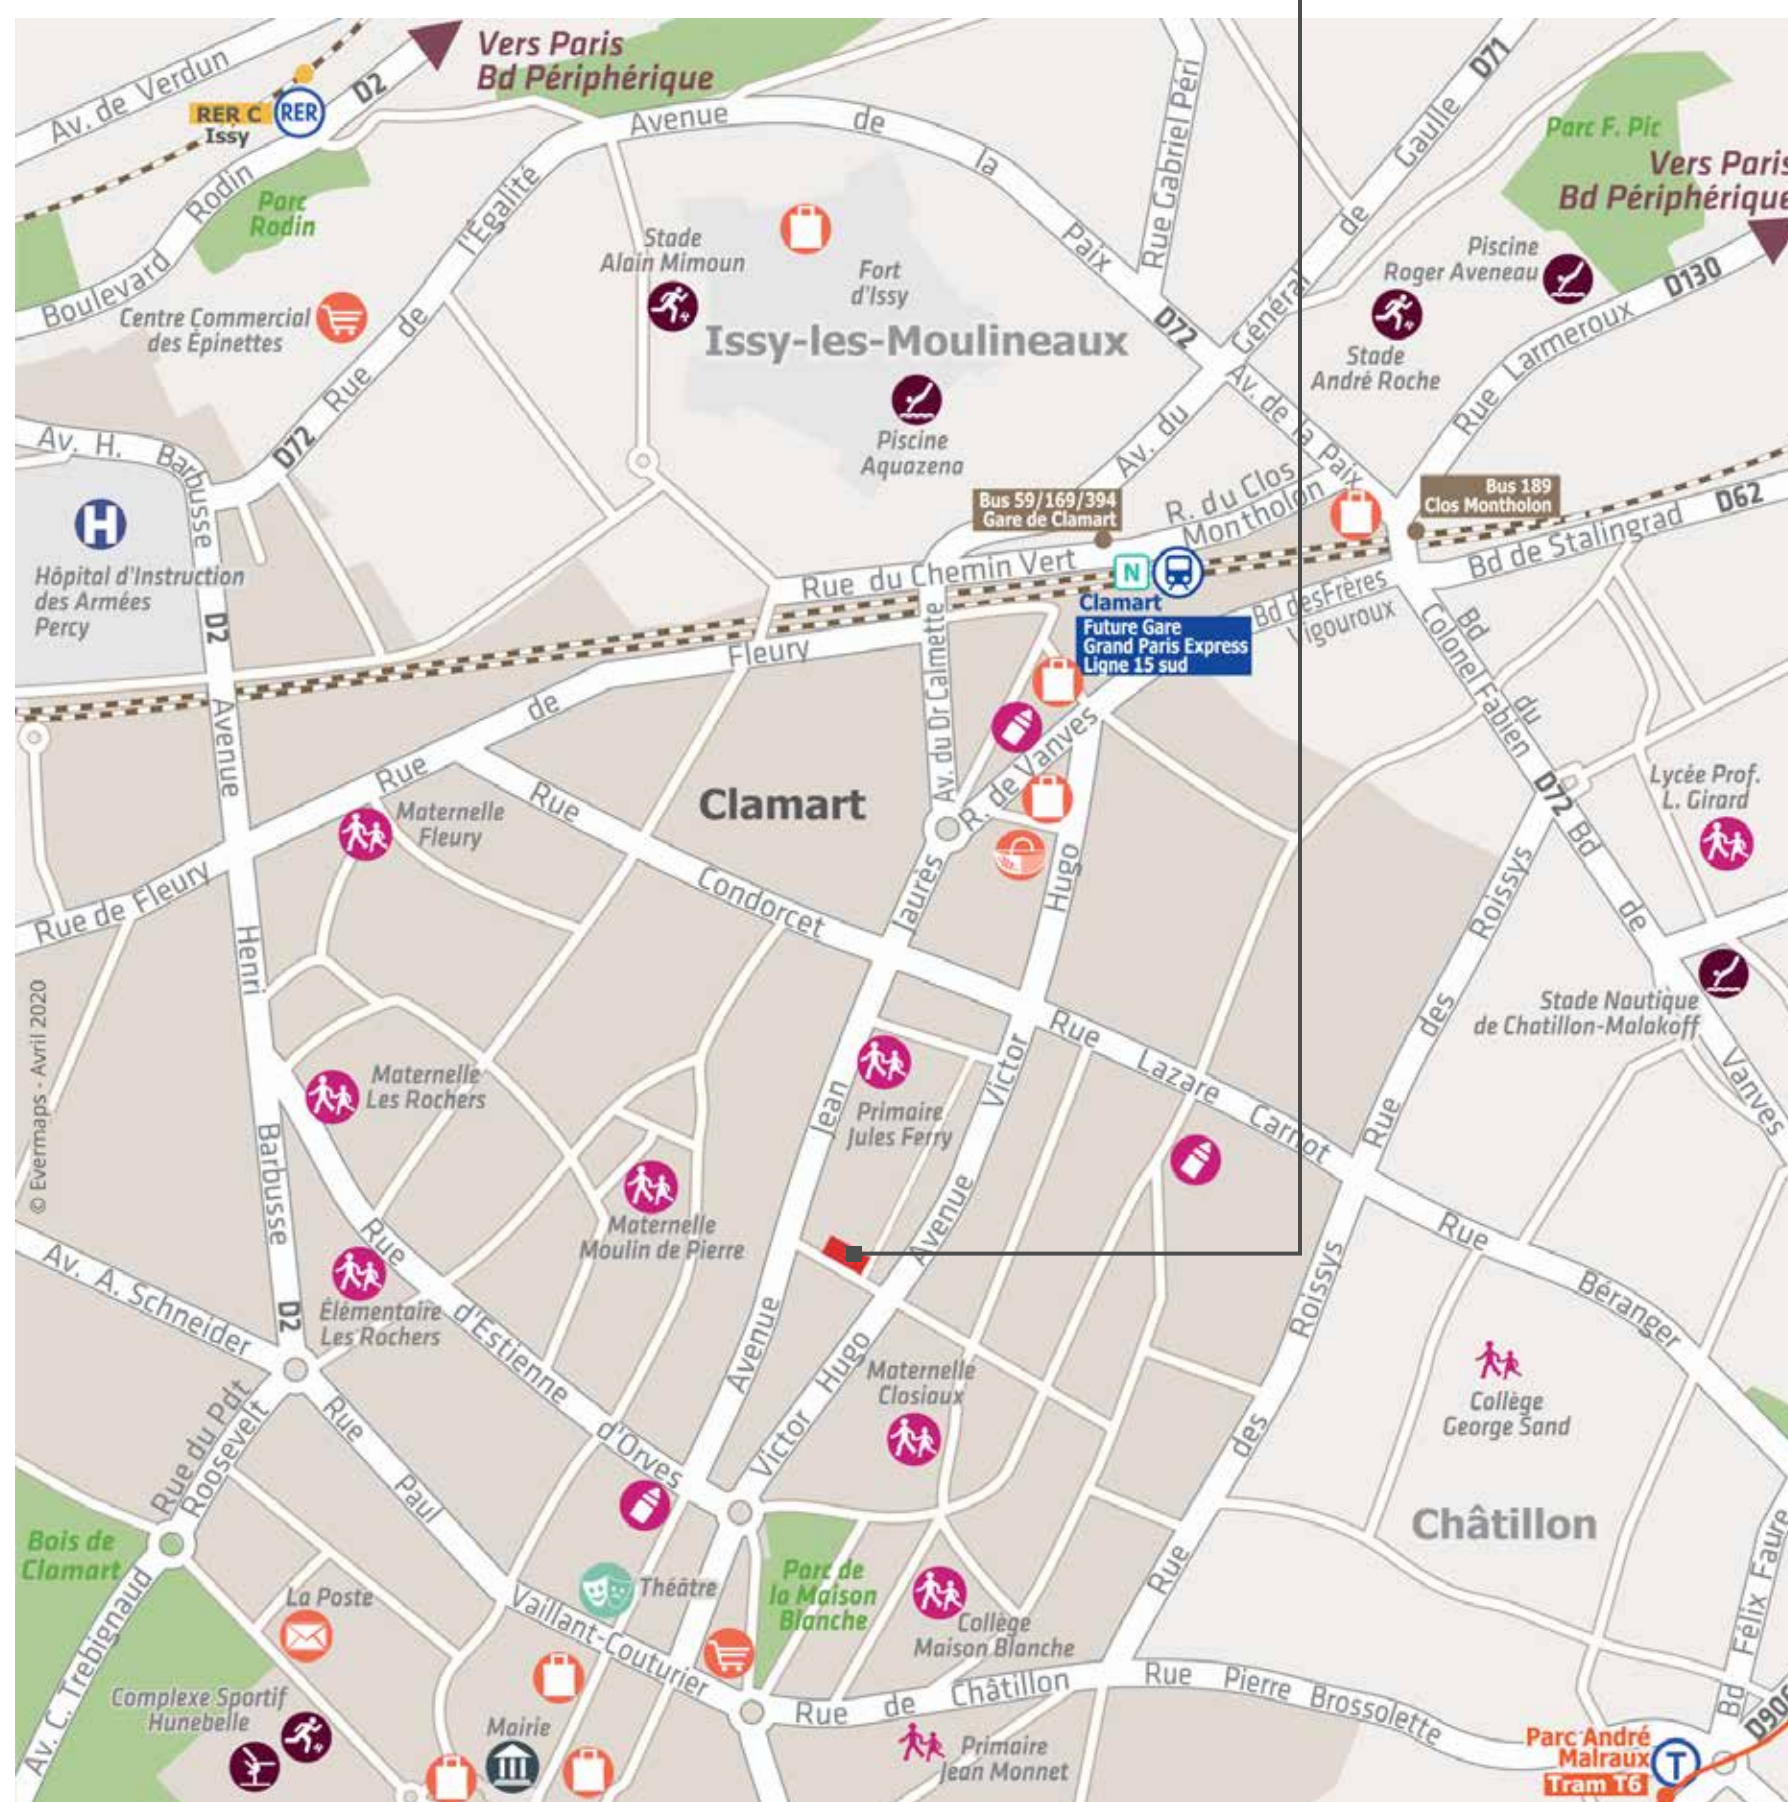 Av. de Verdun
RER C
Issy
RER
D2
Vers Paris
Bd Périphérique
Avenue
de
la
Paix
D72
Rue Gabriel Péri
D71
Gaulle
de
Général
Av. du
Parc F. Pic
Vers Paris
Bd Périphérique
Boulevard
Rodin
Parc
Rodin
Rue
de
l'Égalité
D72
Stade
Alain Mimoun
Fort
d'Issy
Issy-les-Moulineaux
Piscine
Aquazena
Piscine
Roger Aveneau
D130
Stade
André Roche
Rue Larmeroux
Centre Commercial
des Épinettes
Av. de la Paix
Av. H.
Barbusse
H
Hôpital d'Instruction
des Armées
Percy
D2
Bus 59/169/394
Gare de Clamart
R. du Clos
Montholon
Bus 189
Clos Montholon
D62
Bd de Stalingrad
Rue du Chemin Vert
N
Clamart
Future Gare
Grand Paris Express
Ligne 15 sud
Bd des Frères
Vigouroux
Bd
du
Colonel Fabien
D72
Rue
de
Fleury
Avenue
Av. du Dr Calmette
R. de Vanves
Clamart
Maternelle
Fleury
Rue
Condorcet
Lycée Prof.
L. Girard
Bd
de
Vanves
Rue de Fleury
Henri
Jaurès
Hugo
Roissys
des
Rue
Stade Nautique
de Chatillon-Malakoff
© Evermaps - Avril 2020
Maternelle
Les Rochers
Jean
Primaire
Jules Ferry
Victor
Rue
Lazare
Carnot
Barbusse
Maternelle
Moulin de Pierre
Avenue
Rue
Béranger
Av. A. Schneider
D2
Élémentaire
Les Rochers
Rue
d'Estienne
d'Orves
Avenue
Victor
Hugo
Maternelle
Closiaux
Roissys
des
Rue
Collège
George Sand
Rue du Pdt
Roosevelt
Rue
Paul
Vaillant-Couturier
Châtillon
Bois de
Clamart
La Poste
Théâtre
Parc de
la Maison
Blanche
Collège
Maison Blanche
Av. C. Trebignaud
Complexe Sportif
Hunebelle
Mairie
Rue
de
Châtillon
Rue
Pierre
Brossolette
Primaire
Jean Monnet
Bd Félix Faure
D906
Parc André
Malraux
Tram T6
T